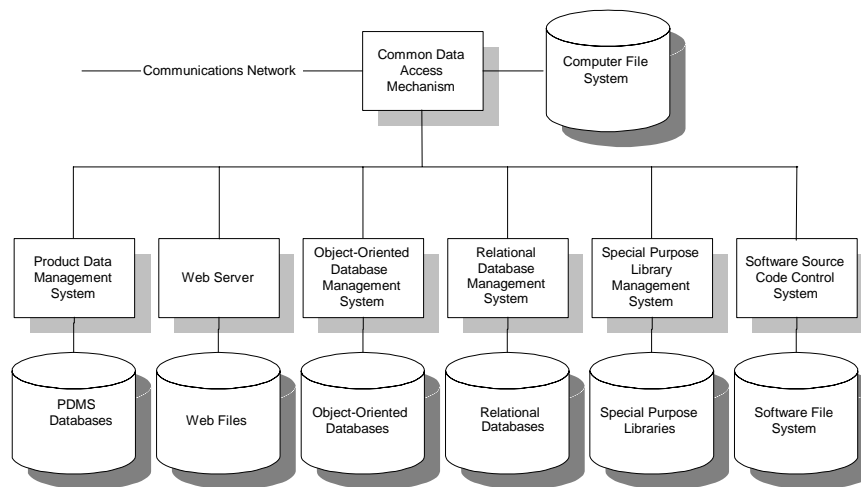 Communications Network
Common Data
Access
Mechanism
Computer File
System
Product Data
Management
System
Web Server
Object-Oriented
Database
Management
System
Relational
Database
Management
System
Special Purpose
Library
Management
System
Software Source
Code Control
System
PDMS
Databases
Web Files
Object-Oriented
Databases
Relational
Databases
Special Purpose
Libraries
Software File
System